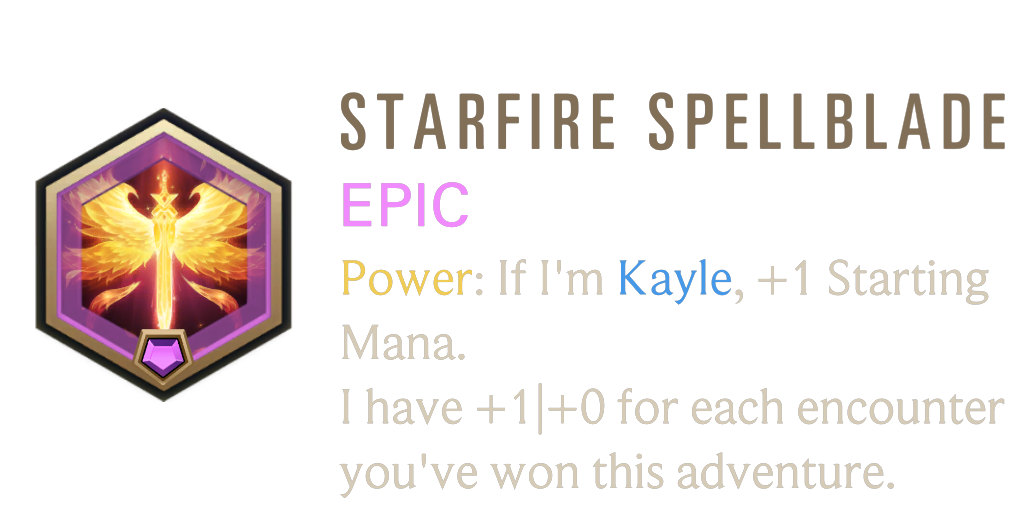 STARFIRE SPELLBLADE
EPIC
Power: If I'm Kayle, +1 Starting
Mana.
I have +1|+0 for each encounter
you've won this adventure.